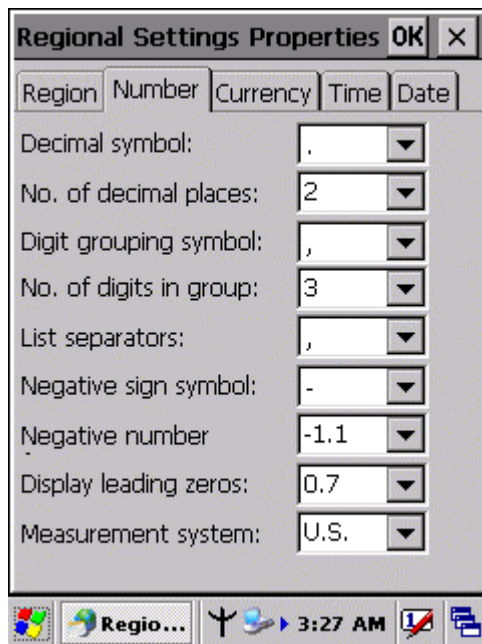 Regional Settings Properties OK ×
Region Number Currency Time Date
Decimal symbol: .
No. of decimal places: 2
Digit grouping symbol: ,
No. of digits in group: 3
List separators: ,
Negative sign symbol: -
Negative number -1.1
Display leading zeros: 0.7
Measurement system: U.S.
Regio... 3:27 AM